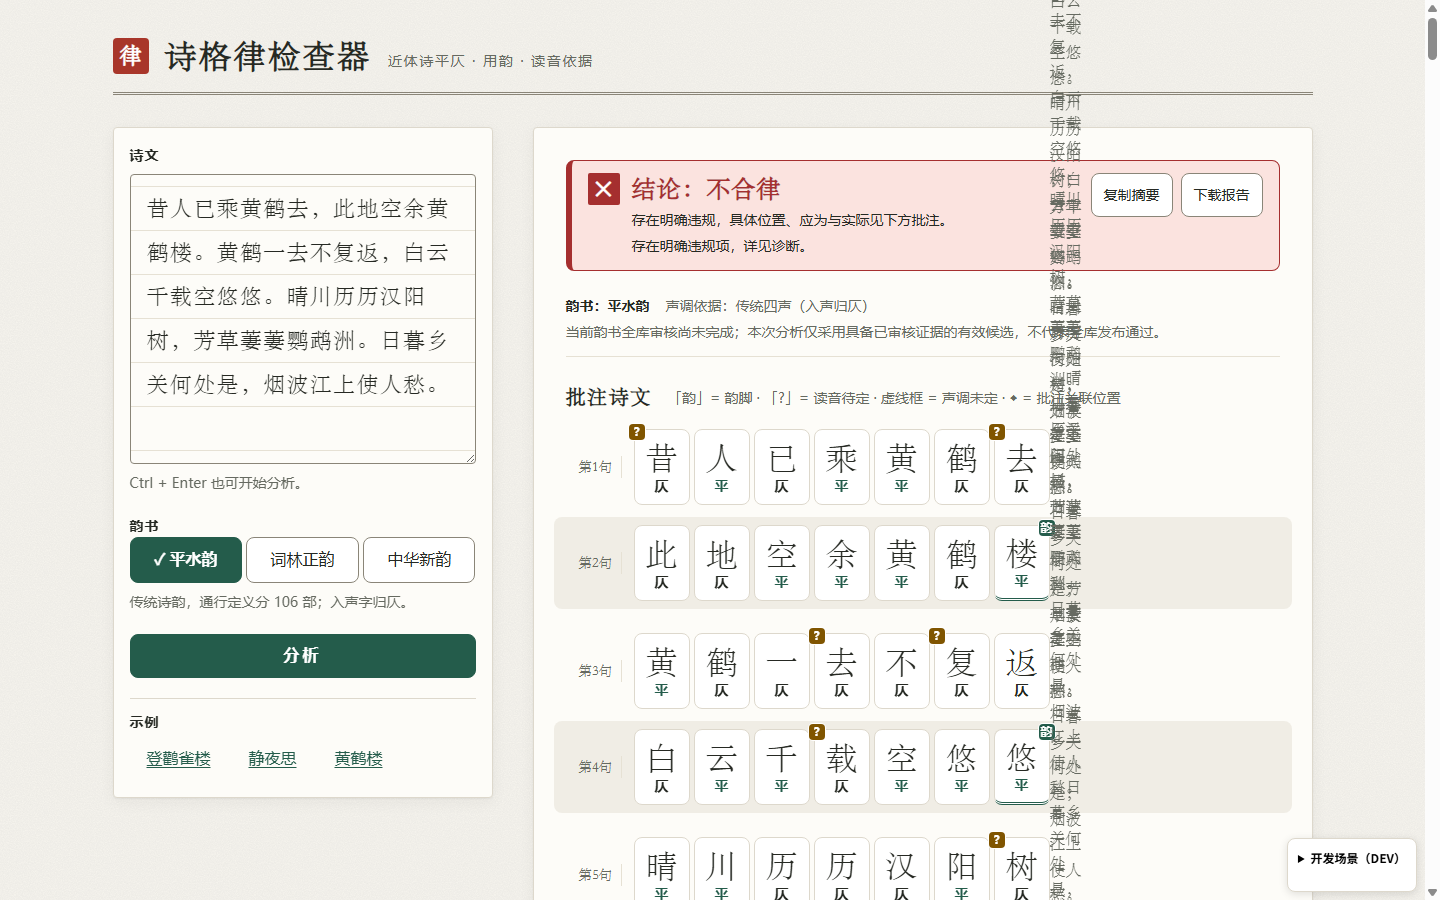 律 诗格律检查器 近体诗平仄 · 用韵 · 读音依据
诗文
昔人已乘黄鹤去，此地空余黄
鹤楼。黄鹤一去不复返，白云
千载空悠悠。晴川历历汉阳
树，芳草萋萋鹦鹉洲。日暮乡
关何处是，烟波江上使人愁。
Ctrl + Enter 也可开始分析。
韵书
✓ 平水韵 词林正韵 中华新韵
传统诗韵，通行定义分 106 部；入声字归仄。
分析
示例
登鹳雀楼 静夜思 黄鹤楼
结论：不合律
存在明确违规，具体位置、应为与实际见下方批注。
存在明确违规项，详见诊断。
复制摘要 下载报告
韵书：平水韵 声调依据：传统四声（入声归仄）
当前韵书全库审核尚未完成；本次分析仅采用具备已审核证据的有效候选，不代表全库发布通过。
批注诗文 「韵」= 韵脚 · 「?」= 读音待定 · 虚线框 = 声调未定 · ⌖ = 批注关联位置
? ?
第1句 昔 人 已 乘 黄 鹤 去
仄 平 仄 平 平 仄 仄
韵
第2句 此 地 空 余 黄 鹤 楼
仄 仄 平 平 平 仄 平
? ?
第3句 黄 鹤 一 去 不 复 返
平 仄 仄 仄 仄 仄 仄
? 韵
第4句 白 云 千 载 空 悠 悠
仄 平 平 仄 平 平 平
?
第5句 晴 川 历 历 汉 阳 树
平 平 仄 仄 仄 平 仄
▶ 开发场景（DEV）